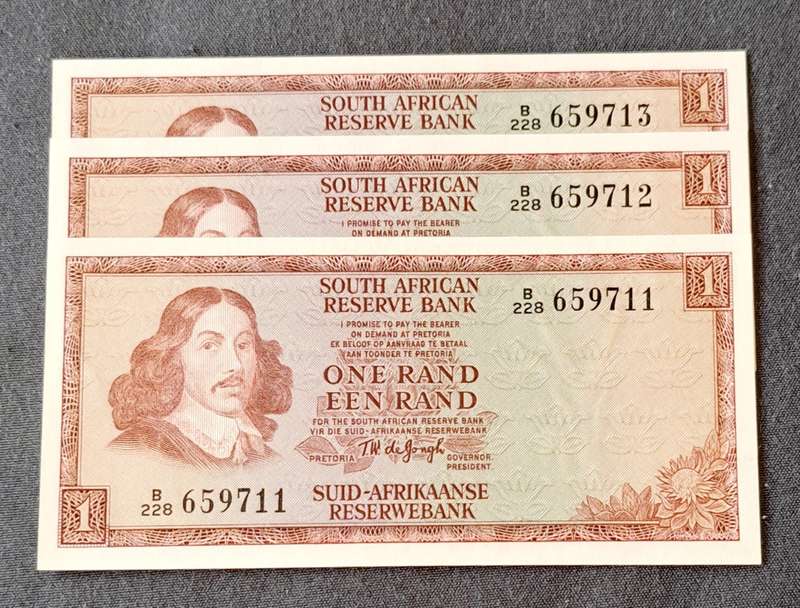 SOUTH AFRICAN
RESERVE BANK
B
228 659713
1
SOUTH AFRICAN
RESERVE BANK
B
228 659712
1
I PROMISE TO PAY THE BEARER
ON DEMAND AT PRETORIA
SOUTH AFRICAN
RESERVE BANK
B
228 659711
1
I PROMISE TO PAY THE BEARER
ON DEMAND AT PRETORIA
EK BELOOF OP AANVRAAG TE BETAAL
AAN TOONDER TE PRETORIA
ONE RAND
EEN RAND
FOR THE SOUTH AFRICAN RESERVE BANK
VIR DIE SUID-AFRIKAANSE RESERWEBANK
T.W. de Jongh
PRETORIA GOVERNOR.
PRESIDENT.
B
228 659711
1
SUID-AFRIKAANSE
RESERWEBANK